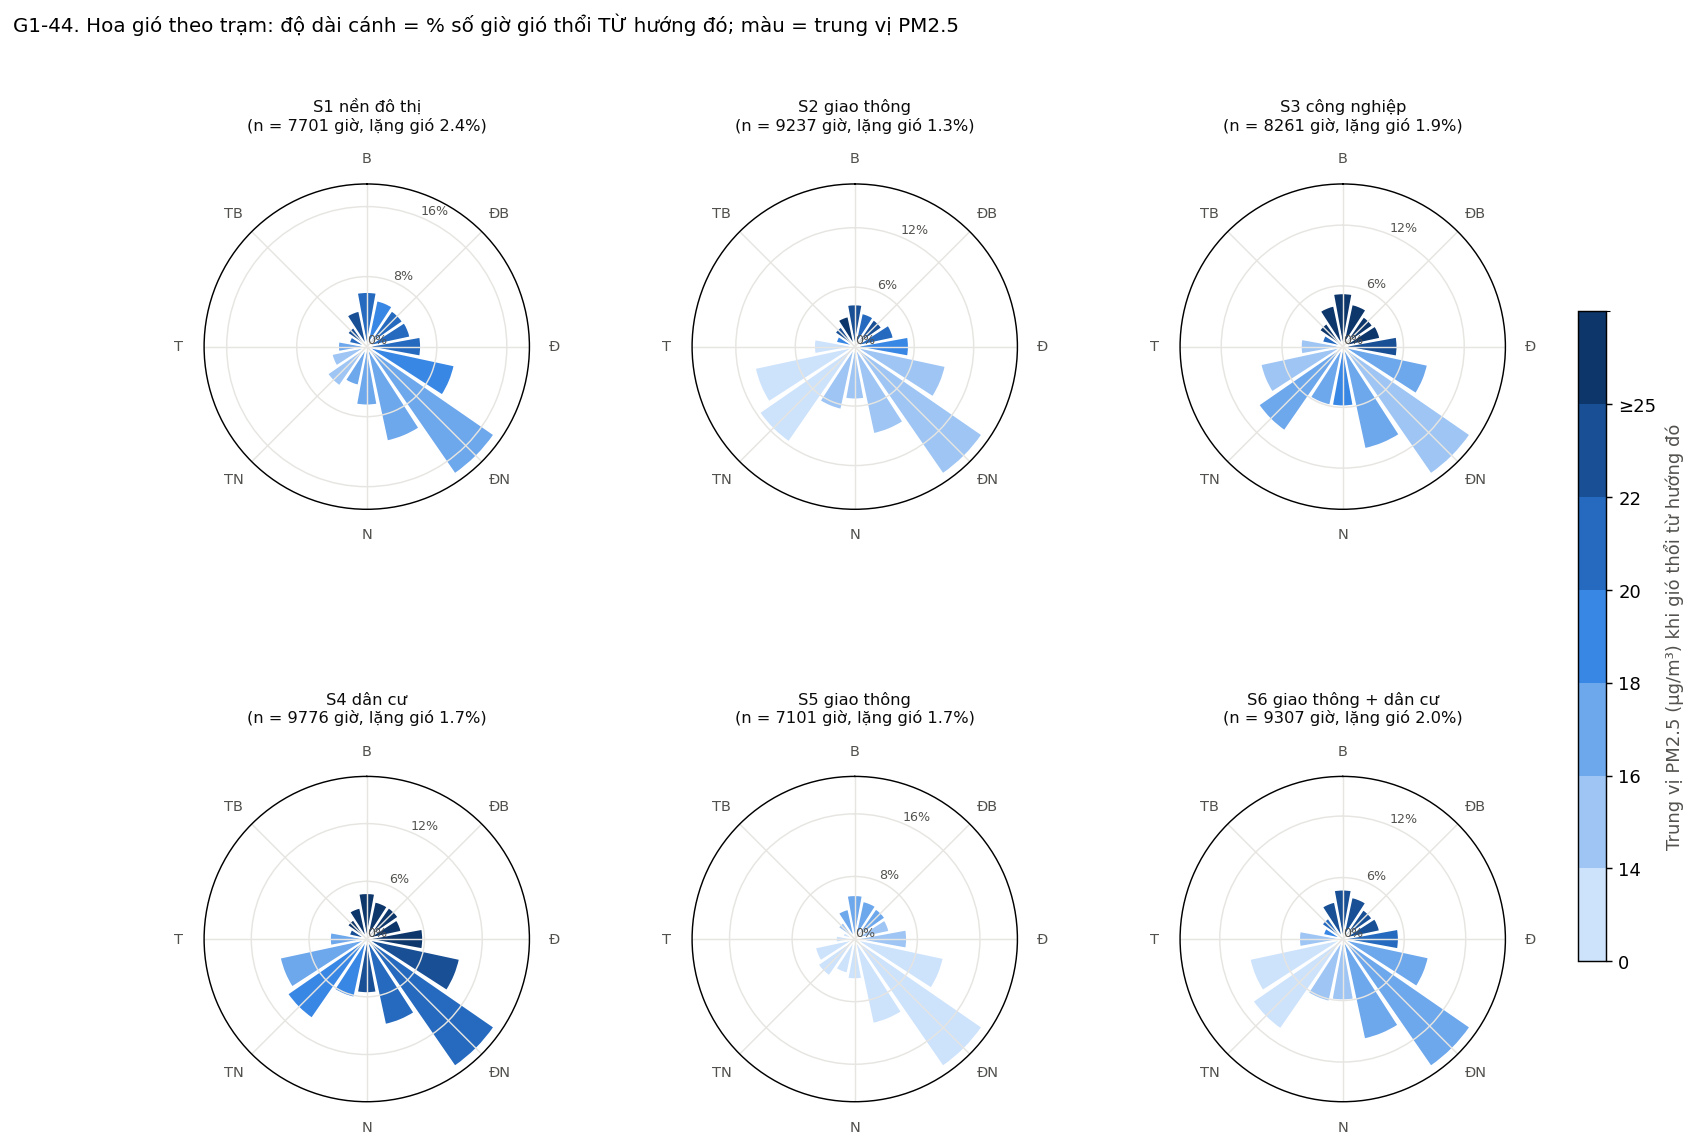 G1-44. Hoa gió theo trạm: độ dài cánh = % số giờ gió thổi TỪ hướng đó; màu = trung vị PM2.5
S1 nền đô thị
(n = 7701 giờ, lặng gió 2.4%)
B
TB
ĐB
16%
8%
0%
T
Đ
TN
ĐN
N
S2 giao thông
(n = 9237 giờ, lặng gió 1.3%)
B
TB
ĐB
12%
6%
0%
T
Đ
TN
ĐN
N
S3 công nghiệp
(n = 8261 giờ, lặng gió 1.9%)
B
TB
ĐB
12%
6%
0%
T
Đ
TN
ĐN
N
S4 dân cư
(n = 9776 giờ, lặng gió 1.7%)
B
TB
ĐB
12%
6%
0%
T
Đ
TN
ĐN
N
S5 giao thông
(n = 7101 giờ, lặng gió 1.7%)
B
TB
ĐB
16%
8%
0%
T
Đ
TN
ĐN
N
S6 giao thông + dân cư
(n = 9307 giờ, lặng gió 2.0%)
B
TB
ĐB
12%
6%
0%
T
Đ
TN
ĐN
N
≥25
22
20
18
16
14
0
Trung vị PM2.5 (µg/m³) khi gió thổi từ hướng đó